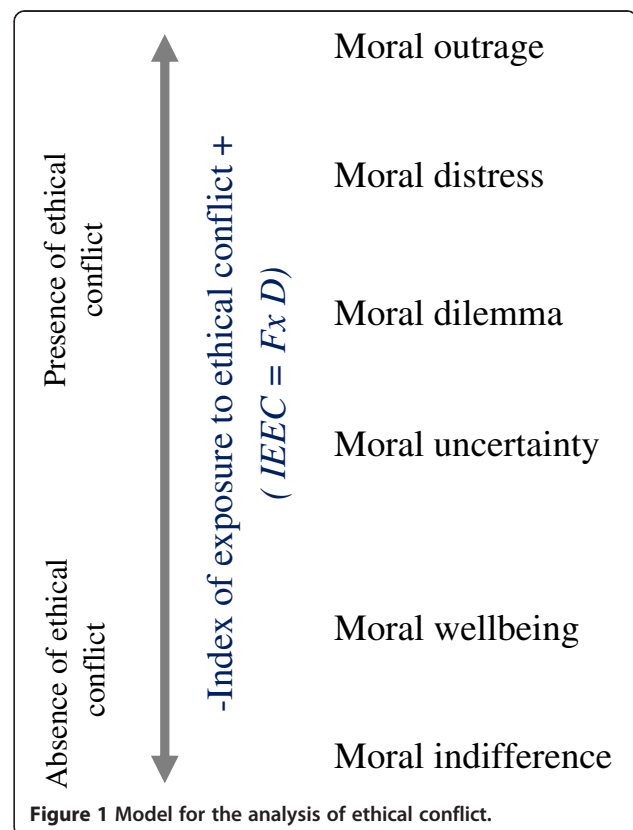 Presence of ethical
conflict
Absence of ethical
conflict
-Index of exposure to ethical conflict +
( IEEC = Fx D)
Moral outrage
Moral distress
Moral dilemma
Moral uncertainty
Moral wellbeing
Moral indifference
Figure 1 Model for the analysis of ethical conflict.